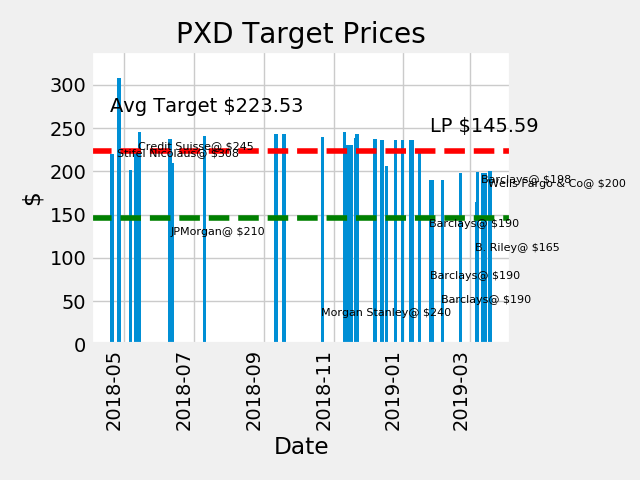 PXD Target Prices
300
250
200
150
100
50
0
$
Avg Target $223.53
LP $145.59
Credit Suisse@ $245
Stifel Nicolaus@ $308
Barclays@ $198
Wells Fargo & Co@ $200
Barclays@ $190
JPMorgan@ $210
B. Riley@ $165
Barclays@ $190
Barclays@ $190
Morgan Stanley@ $240
2018-05
2018-07
2018-09
2018-11
2019-01
2019-03
Date